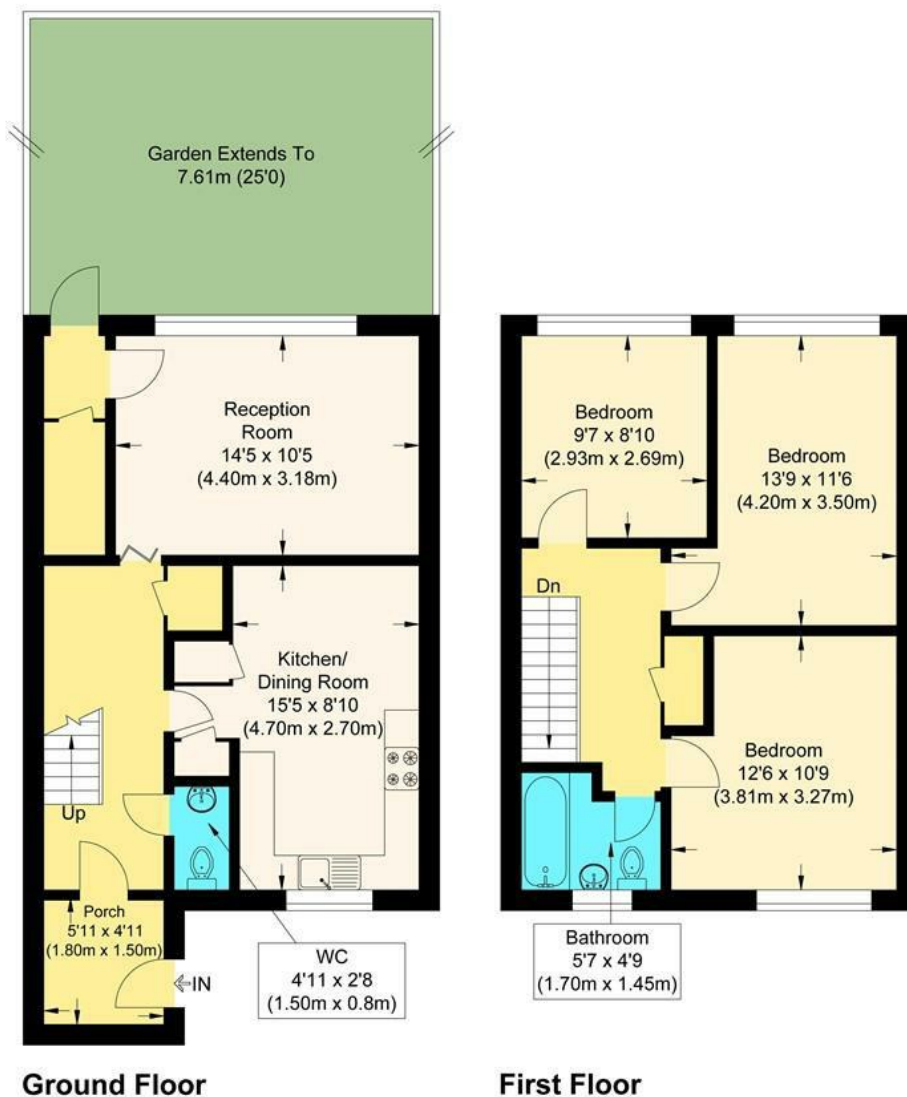 Garden Extends To
7.61m (25'0)
Reception
Room
14'5 x 10'5
(4.40m x 3.18m)
Kitchen/
Dining Room
15'5 x 8'10
(4.70m x 2.70m)
Up
Porch
5'11 x 4'11
(1.80m x 1.50m)
IN
WC
4'11 x 2'8
(1.50m x 0.8m)
Ground Floor
Bedroom
9'7 x 8'10
(2.93m x 2.69m)
Bedroom
13'9 x 11'6
(4.20m x 3.50m)
Dn
Bedroom
12'6 x 10'9
(3.81m x 3.27m)
Bathroom
5'7 x 4'9
(1.70m x 1.45m)
First Floor